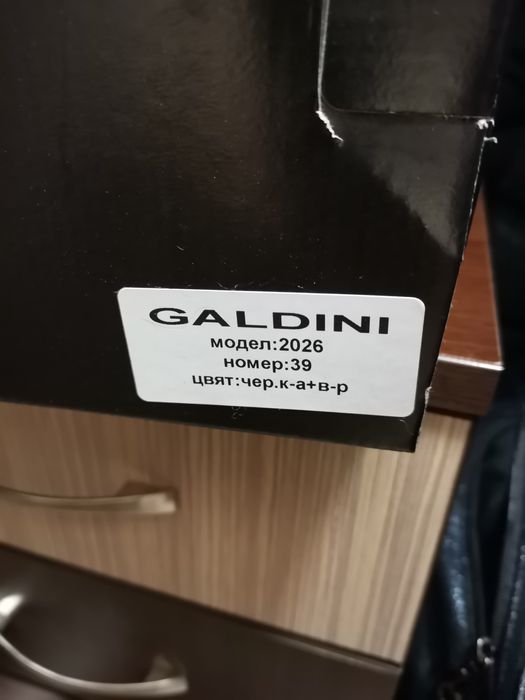 GALDINI
модел:2026
номер:39
цвят:чер.к-а+в-р